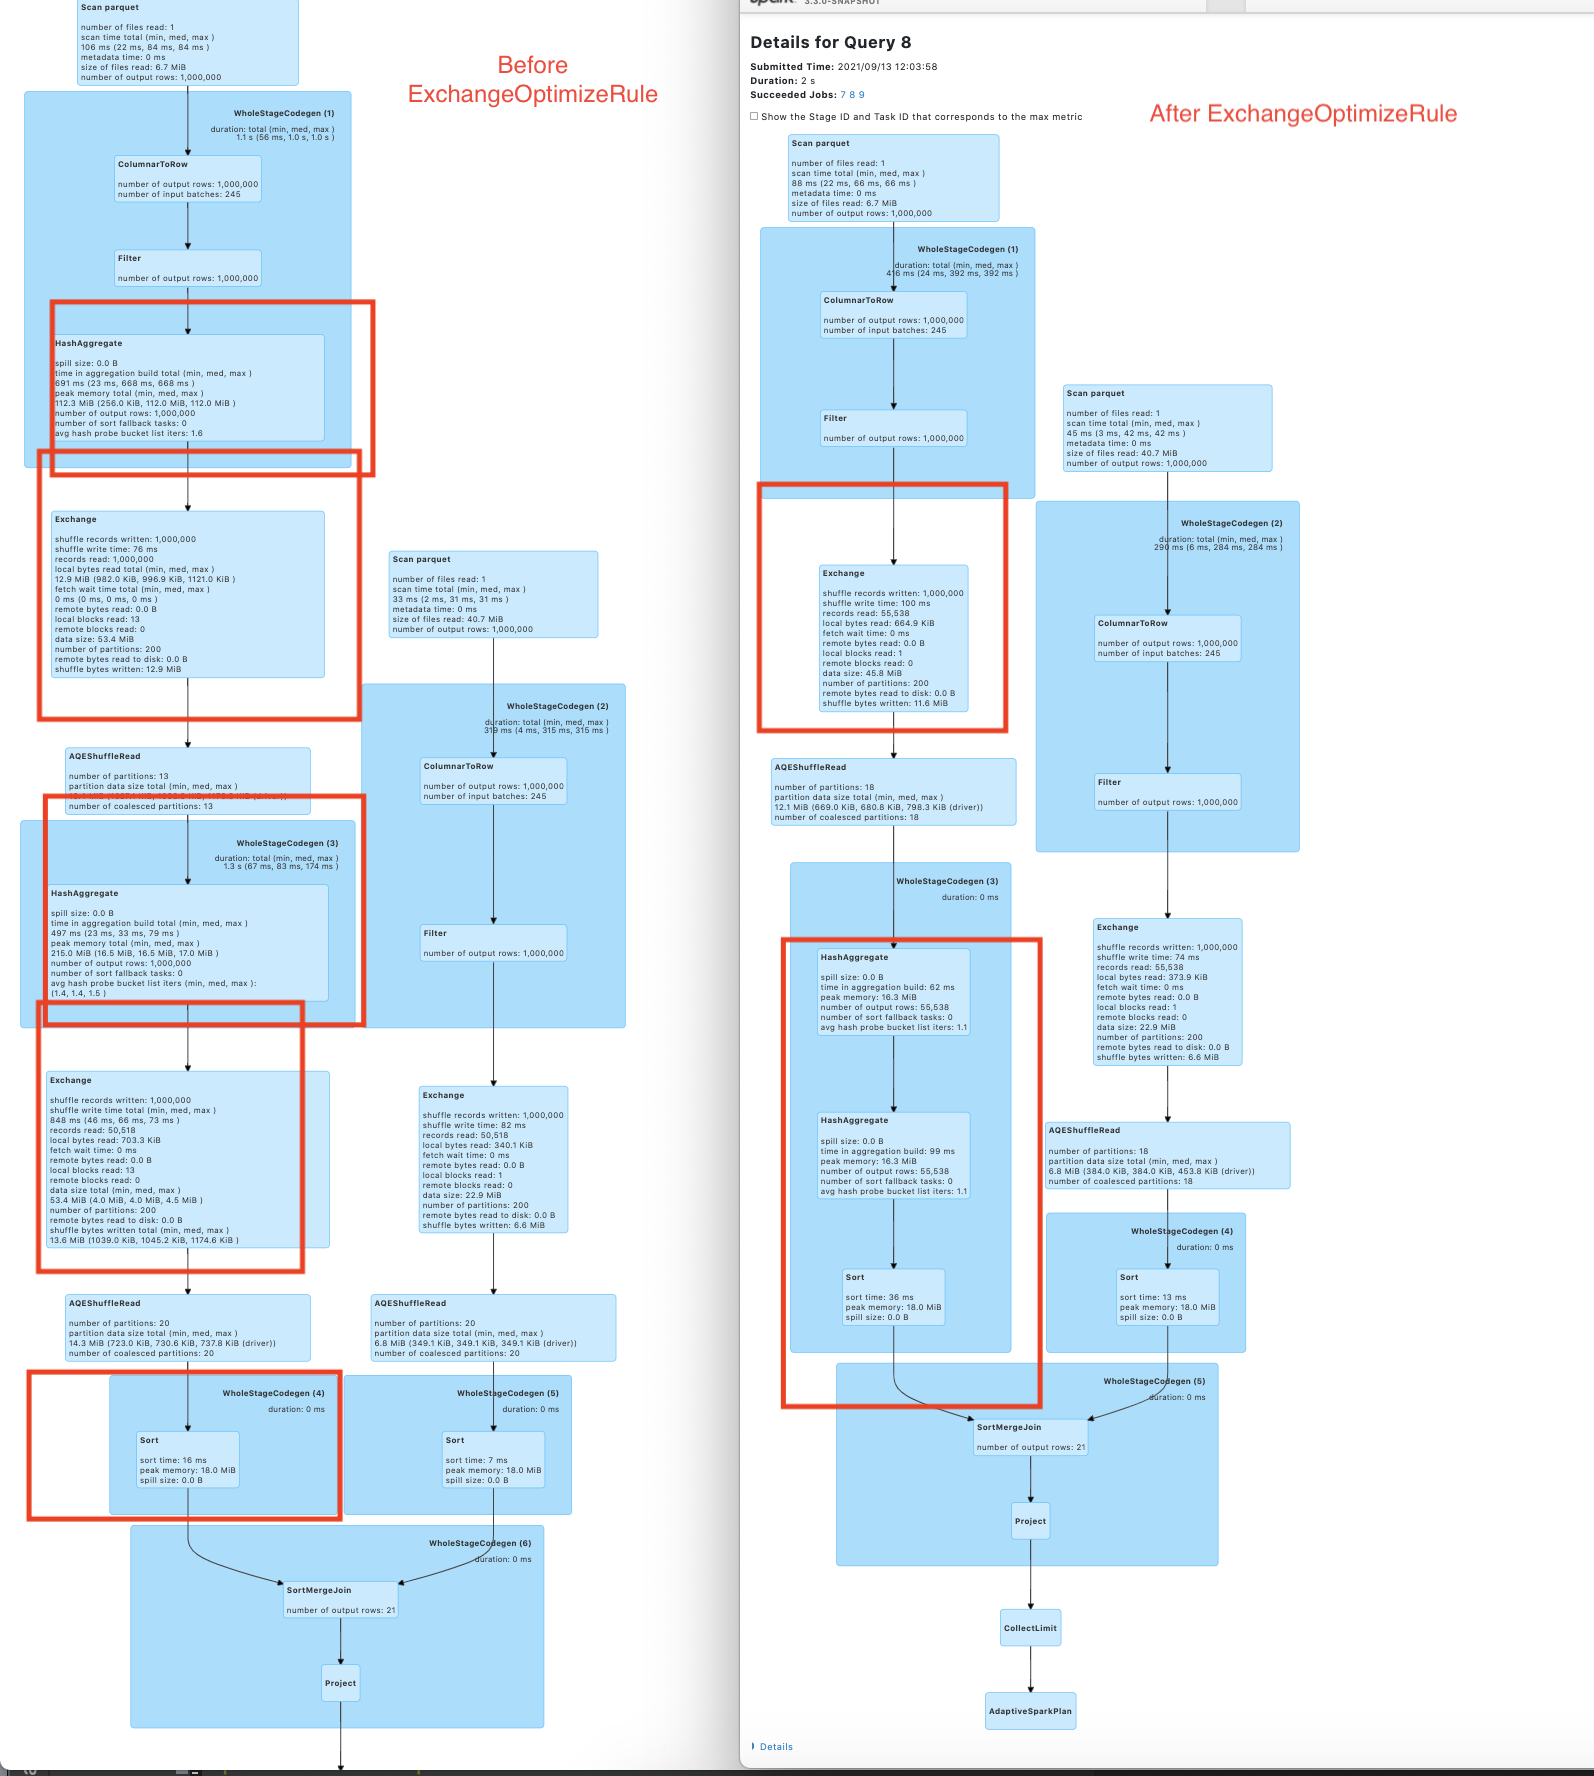 Scan parquet
number of files read: 1
scan time total (min, med, max )
106 ms (22 ms, 84 ms, 84 ms )
metadata time: 0 ms
size of files read: 6.7 MiB
number of output rows: 1,000,000
Before
ExchangeOptimizeRule
WholeStageCodegen (1)
duration: total (min, med, max )
1.1 s (56 ms, 1.0 s, 1.0 s )
ColumnarToRow
number of output rows: 1,000,000
number of input batches: 245
Filter
number of output rows: 1,000,000
HashAggregate
spill size: 0.0 B
time in aggregation build total (min, med, max )
691 ms (23 ms, 668 ms, 668 ms )
peak memory total (min, med, max )
112.3 MiB (256.0 KiB, 112.0 MiB, 112.0 MiB )
number of output rows: 1,000,000
number of sort fallback tasks: 0
avg hash probe bucket list iters: 1.6
Exchange
shuffle records written: 1,000,000
shuffle write time: 76 ms
records read: 1,000,000
local bytes read total (min, med, max )
12.9 MiB (982.0 KiB, 996.9 KiB, 1121.0 KiB )
fetch wait time total (min, med, max )
0 ms (0 ms, 0 ms, 0 ms )
remote bytes read: 0.0 B
local blocks read: 13
remote blocks read: 0
data size: 53.4 MiB
number of partitions: 200
remote bytes read to disk: 0.0 B
shuffle bytes written: 12.9 MiB
AQEShuffleRead
number of partitions: 13
partition data size total (min, med, max )
number of coalesced partitions: 13
WholeStageCodegen (3)
duration: total (min, med, max )
1.3 s (67 ms, 83 ms, 174 ms )
HashAggregate
spill size: 0.0 B
time in aggregation build total (min, med, max )
497 ms (23 ms, 33 ms, 79 ms )
peak memory total (min, med, max )
215.0 MiB (16.5 MiB, 16.5 MiB, 17.0 MiB )
number of output rows: 1,000,000
number of sort fallback tasks: 0
avg hash probe bucket list iters (min, med, max ):
(1.4, 1.4, 1.5 )
Exchange
shuffle records written: 1,000,000
shuffle write time total (min, med, max )
848 ms (46 ms, 66 ms, 73 ms )
records read: 50,518
local bytes read: 703.3 KiB
fetch wait time: 0 ms
remote bytes read: 0.0 B
local blocks read: 13
remote blocks read: 0
data size total (min, med, max )
53.4 MiB (4.0 MiB, 4.0 MiB, 4.5 MiB )
number of partitions: 200
remote bytes read to disk: 0.0 B
shuffle bytes written total (min, med, max )
13.6 MiB (1039.0 KiB, 1045.2 KiB, 1174.6 KiB )
AQEShuffleRead
number of partitions: 20
partition data size total (min, med, max )
14.3 MiB (723.0 KiB, 730.6 KiB, 737.8 KiB (driver))
number of coalesced partitions: 20
WholeStageCodegen (4)
duration: 0 ms
Sort
sort time: 16 ms
peak memory: 18.0 MiB
spill size: 0.0 B
Scan parquet
number of files read: 1
scan time total (min, med, max )
33 ms (2 ms, 31 ms, 31 ms )
metadata time: 0 ms
size of files read: 40.7 MiB
number of output rows: 1,000,000
WholeStageCodegen (2)
duration: total (min, med, max )
319 ms (4 ms, 315 ms, 315 ms )
ColumnarToRow
number of output rows: 1,000,000
number of input batches: 245
Filter
number of output rows: 1,000,000
Exchange
shuffle records written: 1,000,000
shuffle write time: 82 ms
records read: 50,518
local bytes read: 340.1 KiB
fetch wait time: 0 ms
remote bytes read: 0.0 B
local blocks read: 1
remote blocks read: 0
data size: 22.9 MiB
number of partitions: 200
remote bytes read to disk: 0.0 B
shuffle bytes written: 6.6 MiB
AQEShuffleRead
number of partitions: 20
partition data size total (min, med, max )
6.8 MiB (349.1 KiB, 349.1 KiB, 349.1 KiB (driver))
number of coalesced partitions: 20
WholeStageCodegen (5)
duration: 0 ms
Sort
sort time: 7 ms
peak memory: 18.0 MiB
spill size: 0.0 B
WholeStageCodegen (6)
duration: 0 ms
SortMergeJoin
number of output rows: 21
Project
Spark 3.3.0-SNAPSHOT
Details for Query 8
Submitted Time: 2021/09/13 12:03:58
Duration: 2 s
Succeeded Jobs: 7 8 9
Show the Stage ID and Task ID that corresponds to the max metric
After ExchangeOptimizeRule
Scan parquet
number of files read: 1
scan time total (min, med, max )
88 ms (22 ms, 66 ms, 66 ms )
metadata time: 0 ms
size of files read: 6.7 MiB
number of output rows: 1,000,000
WholeStageCodegen (1)
duration: total (min, med, max )
416 ms (24 ms, 392 ms, 392 ms )
ColumnarToRow
number of output rows: 1,000,000
number of input batches: 245
Filter
number of output rows: 1,000,000
Exchange
shuffle records written: 1,000,000
shuffle write time: 100 ms
records read: 55,538
local bytes read: 664.9 KiB
fetch wait time: 0 ms
remote bytes read: 0.0 B
local blocks read: 1
remote blocks read: 0
data size: 45.8 MiB
number of partitions: 200
remote bytes read to disk: 0.0 B
shuffle bytes written: 11.6 MiB
AQEShuffleRead
number of partitions: 18
partition data size total (min, med, max )
12.1 MiB (669.0 KiB, 680.8 KiB, 798.3 KiB (driver))
number of coalesced partitions: 18
WholeStageCodegen (3)
duration: 0 ms
HashAggregate
spill size: 0.0 B
time in aggregation build: 62 ms
peak memory: 16.3 MiB
number of output rows: 55,538
number of sort fallback tasks: 0
avg hash probe bucket list iters: 1.1
HashAggregate
spill size: 0.0 B
time in aggregation build: 99 ms
peak memory: 16.3 MiB
number of output rows: 55,538
number of sort fallback tasks: 0
avg hash probe bucket list iters: 1.1
Sort
sort time: 36 ms
peak memory: 18.0 MiB
spill size: 0.0 B
Scan parquet
number of files read: 1
scan time total (min, med, max )
45 ms (3 ms, 42 ms, 42 ms )
metadata time: 0 ms
size of files read: 40.7 MiB
number of output rows: 1,000,000
WholeStageCodegen (2)
duration: total (min, med, max )
290 ms (6 ms, 284 ms, 284 ms )
ColumnarToRow
number of output rows: 1,000,000
number of input batches: 245
Filter
number of output rows: 1,000,000
Exchange
shuffle records written: 1,000,000
shuffle write time: 74 ms
records read: 55,538
local bytes read: 373.9 KiB
fetch wait time: 0 ms
remote bytes read: 0.0 B
local blocks read: 1
remote blocks read: 0
data size: 22.9 MiB
number of partitions: 200
remote bytes read to disk: 0.0 B
shuffle bytes written: 6.6 MiB
AQEShuffleRead
number of partitions: 18
partition data size total (min, med, max )
6.8 MiB (384.0 KiB, 384.0 KiB, 453.8 KiB (driver))
number of coalesced partitions: 18
WholeStageCodegen (4)
duration: 0 ms
Sort
sort time: 13 ms
peak memory: 18.0 MiB
spill size: 0.0 B
WholeStageCodegen (5)
duration: 0 ms
SortMergeJoin
number of output rows: 21
Project
CollectLimit
AdaptiveSparkPlan
Details